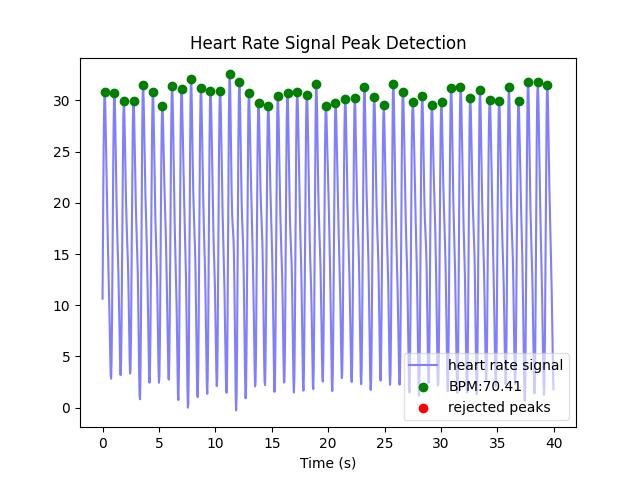 Heart Rate Signal Peak Detection
30
25
20
15
10
5
0
heart rate signal
BPM:70.41
rejected peaks
0 5 10 15 20 25 30 35 40
Time (s)